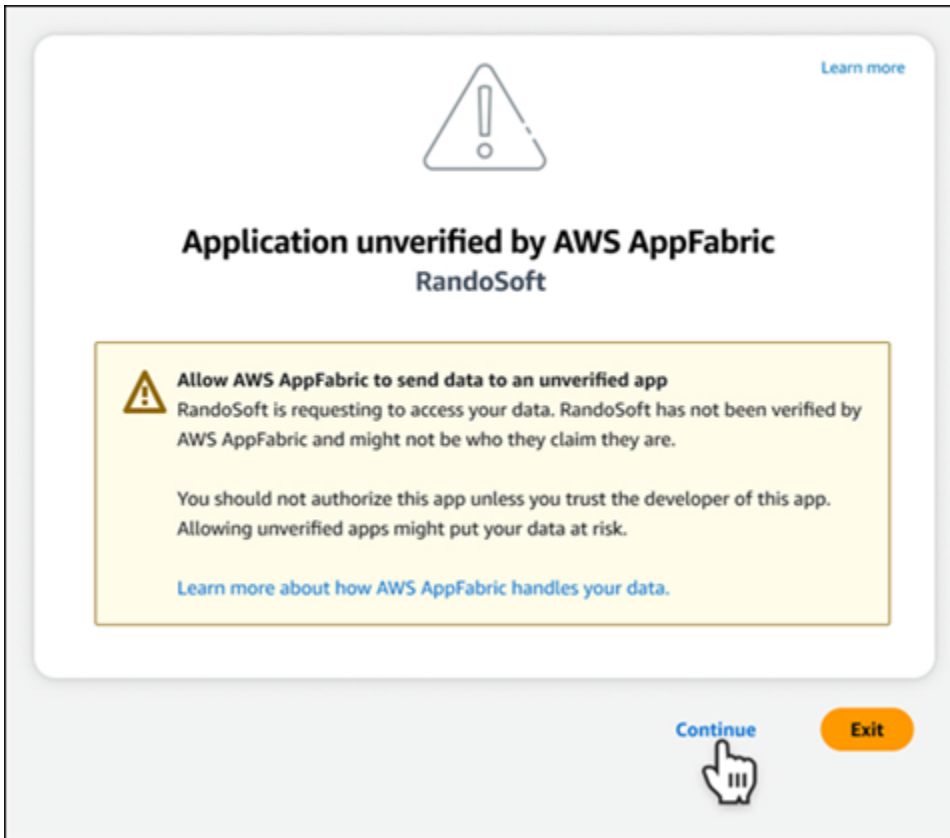 Learn more
Application unverified by AWS AppFabric
RandoSoft
Allow AWS AppFabric to send data to an unverified app
RandoSoft is requesting to access your data. RandoSoft has not been verified by
AWS AppFabric and might not be who they claim they are.
You should not authorize this app unless you trust the developer of this app.
Allowing unverified apps might put your data at risk.
Learn more about how AWS AppFabric handles your data.
Continue
Exit